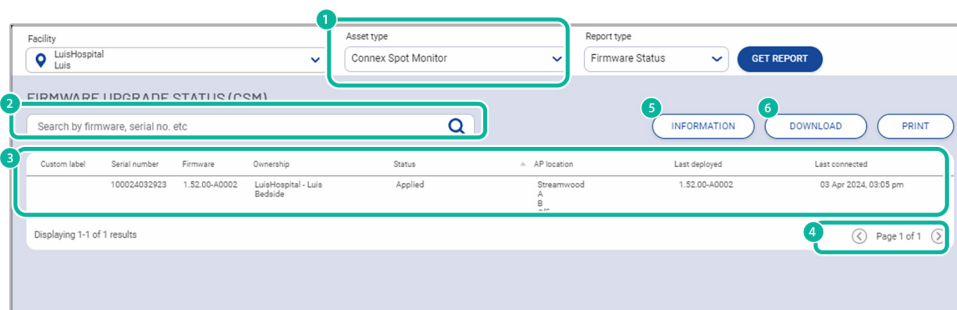 1
Facility
Asset type
Report type
LuisHospital
Luis
Connex Spot Monitor
Firmware Status
GET REPORT
FIRMWARE UPGRADE STATUS (CSM)
2
Search by firmware, serial no. etc
5
INFORMATION
6
DOWNLOAD
PRINT
3
Custom label Serial number Firmware Ownership Status AP location Last deployed Last connected
100024032923 1.52.00-A0002 LuisHospital - Luis Applied Streamwood 1.52.00-A0002 03 Apr 2024, 03:05 pm
Bedside A
B
Displaying 1-1 of 1 results
4
Page 1 of 1